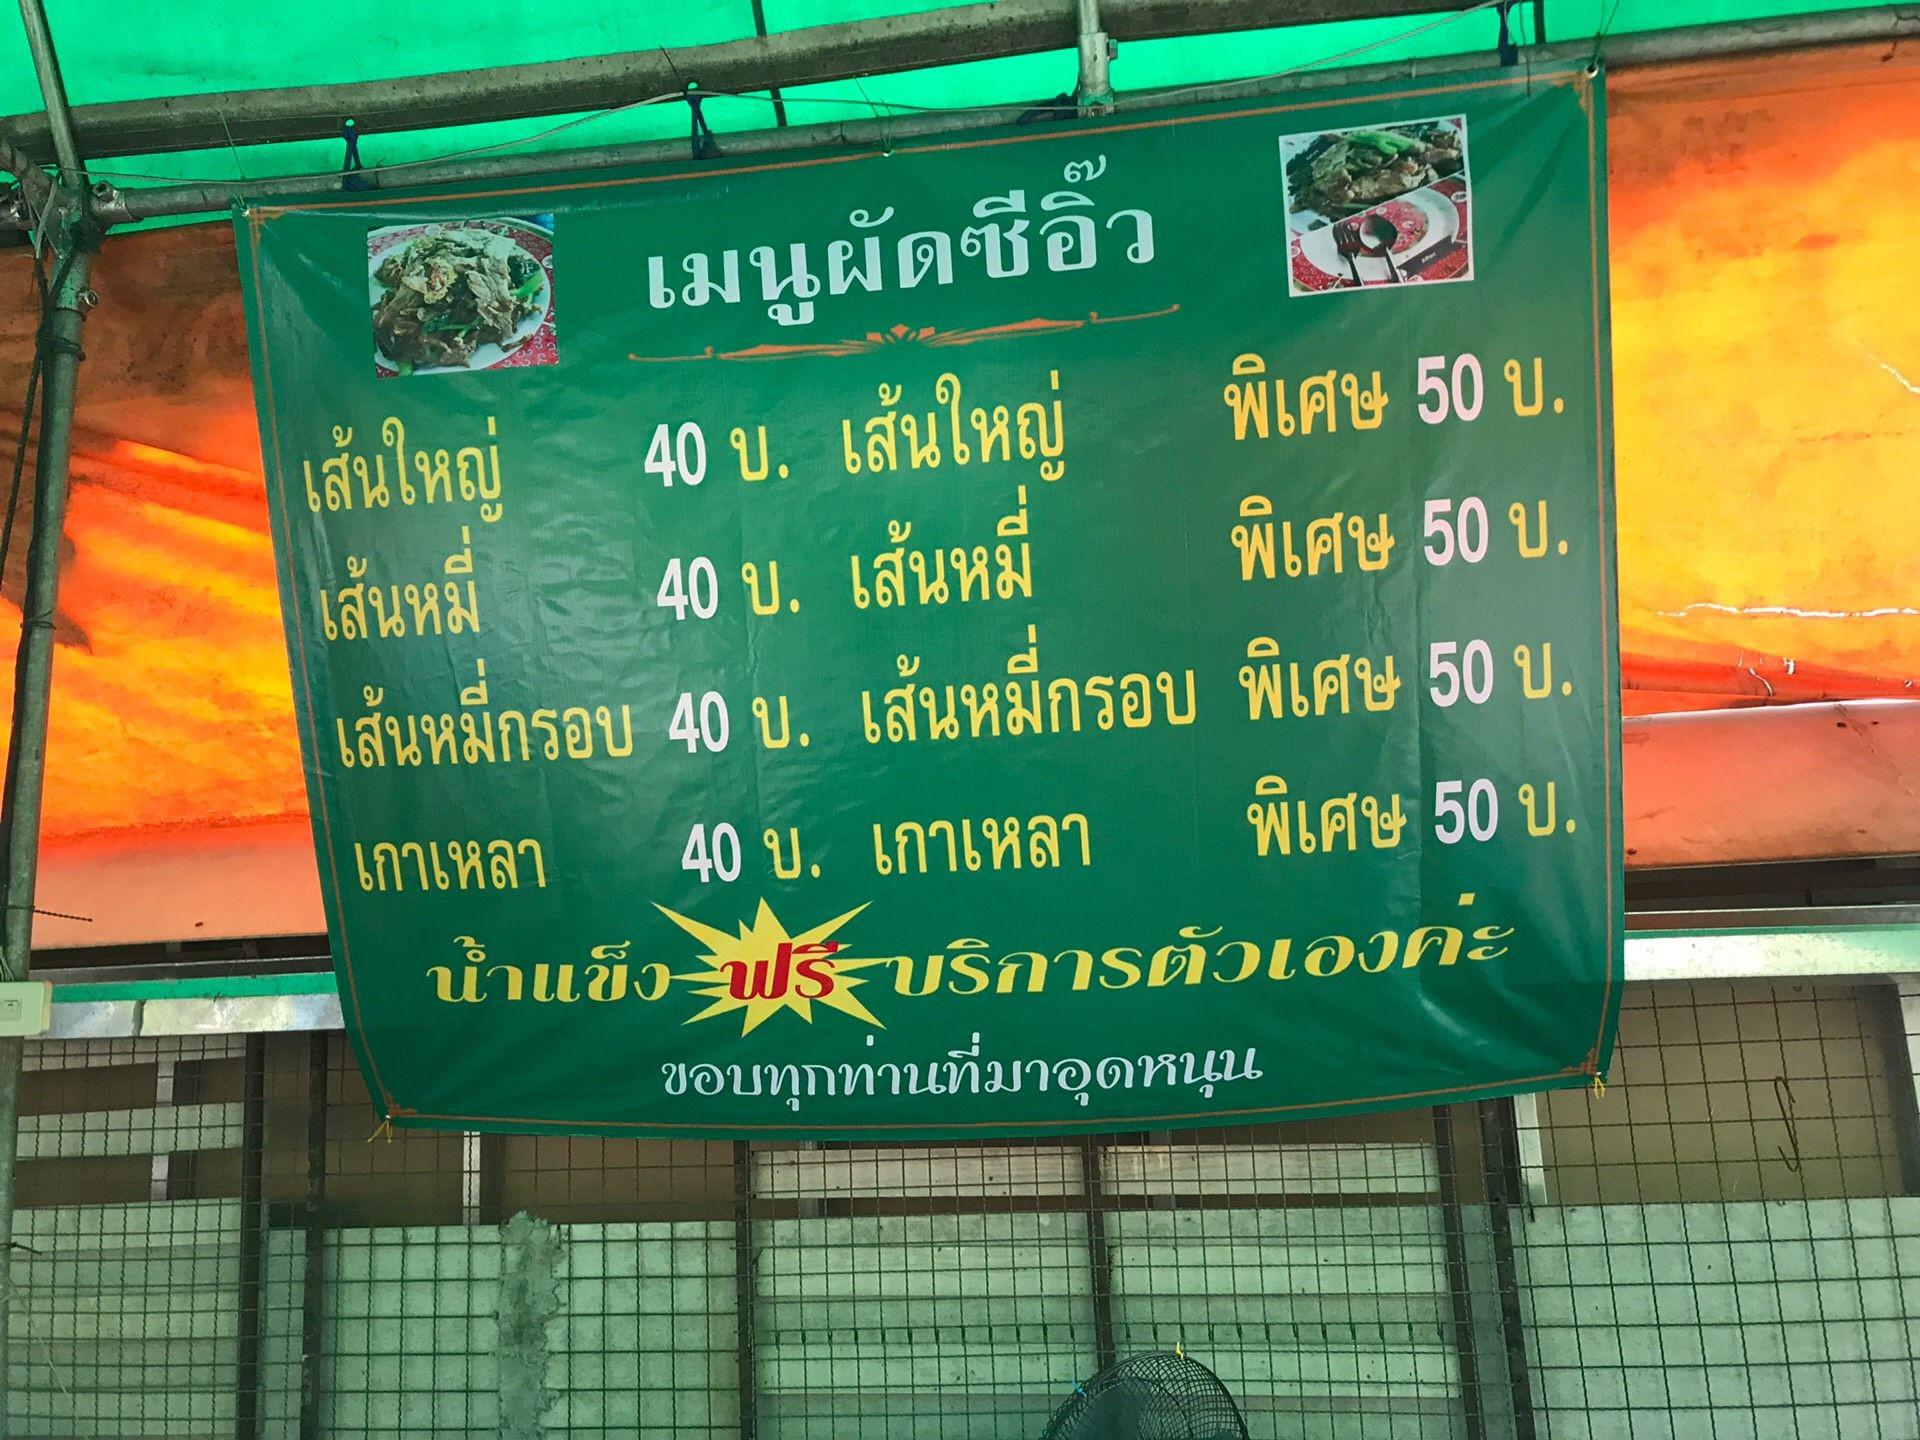 เมนูผัดซีอิ๊ว
เส้นใหญ่ 40 บ. เส้นใหญ่ พิเศษ 50 บ.
เส้นหมี่ 40 บ. เส้นหมี่ พิเศษ 50 บ.
เส้นหมี่กรอบ 40 บ. เส้นหมี่กรอบ พิเศษ 50 บ.
เกาเหลา 40 บ. เกาเหลา พิเศษ 50 บ.
น้ำแข็ง ฟรี บริการตัวเองค่ะ
ขอบทุกท่านที่มาอุดหนุน